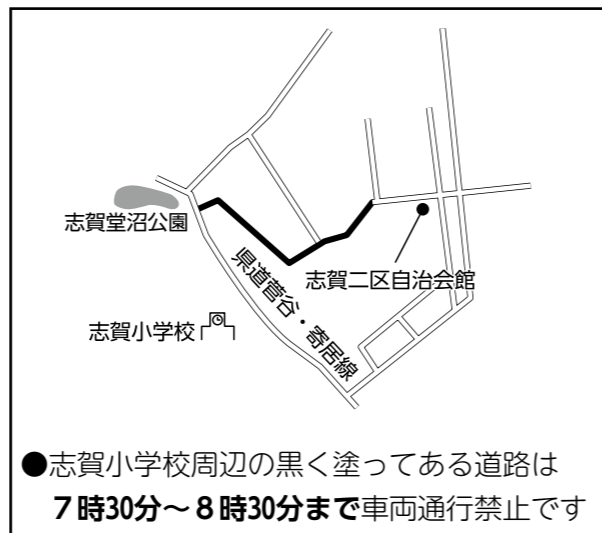 志賀堂沼公園
志賀二区自治会館
県道菅谷・寄居線
志賀小学校
●志賀小学校周辺の黒く塗ってある道路は
７時30分～８時30分まで車両通行禁止です